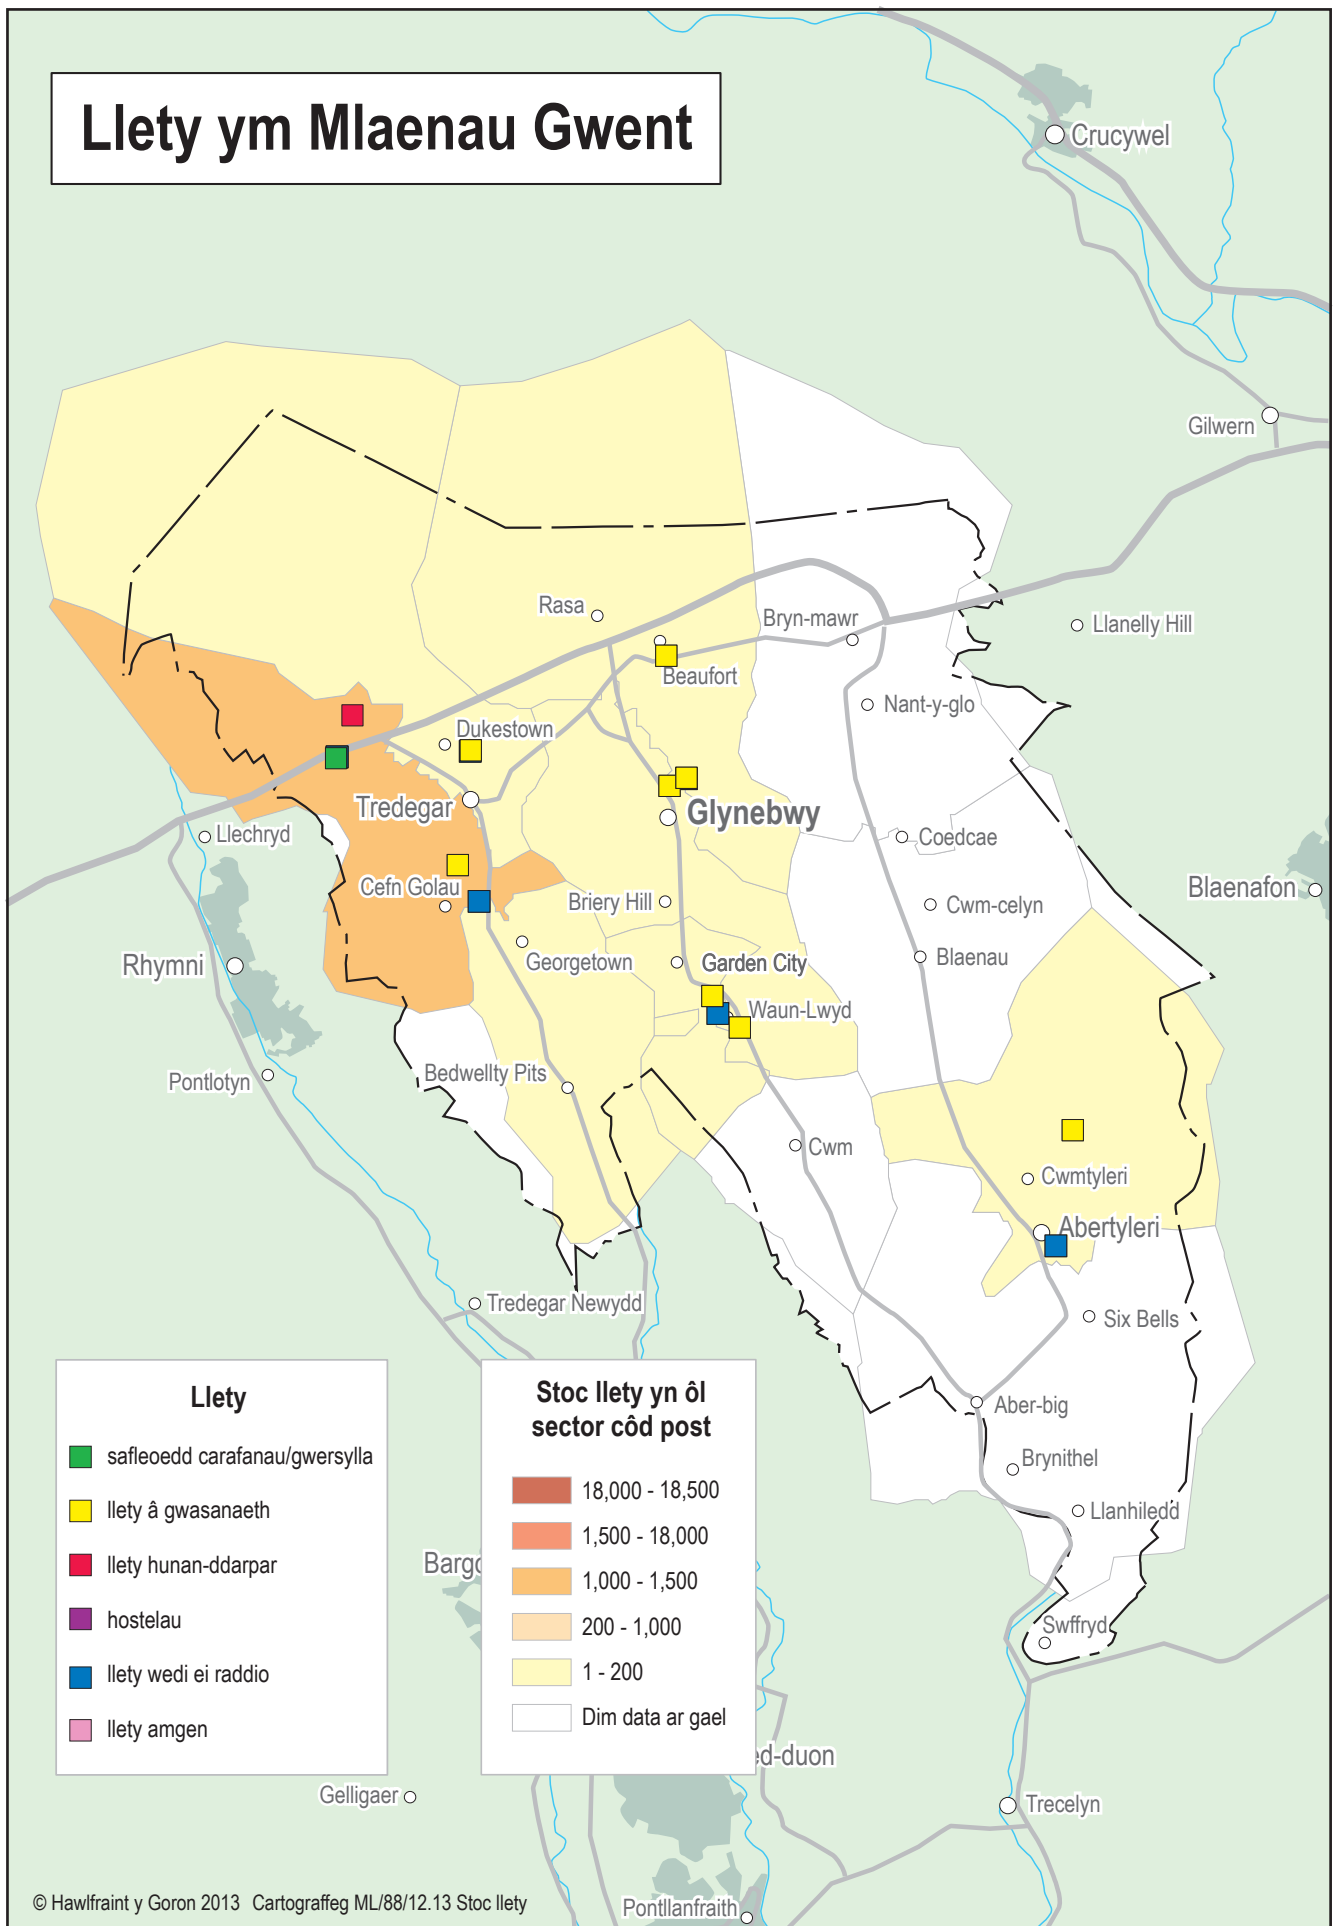 Llety ym Mlaenau Gwent
Crucywel
Gilwern
Rasa
Bryn-mawr
Llanelly Hill
Beaufort
Nant-y-glo
Dukestown
Tredegar
Glynebwy
Llechryd
Coedcae
Cefn Golau
Briery Hill
Blaenafon
Cwm-celyn
Rhymni
Georgetown
Garden City
Blaenau
Waun-Lwyd
Pontlotyn
Bedwellty Pits
Cwm
Cwmtyleri
Abertyleri
Tredegar Newydd
Six Bells
Aber-big
Brynithel
Llanhiledd
Swffryd
Llety
safleoedd carafanau/gwersylla
llety â gwasanaeth
llety hunan-ddarpar
hostelau
llety wedi ei raddio
llety amgen
Stoc llety yn ôl
sector côd post
18,000 - 18,500
1,500 - 18,000
1,000 - 1,500
200 - 1,000
1 - 200
Dim data ar gael
Bargo
ed-duon
Gelligaer
Trecelyn
Pontllanfraith
© Hawlfraint y Goron 2013 Cartograffeg ML/88/12.13 Stoc llety